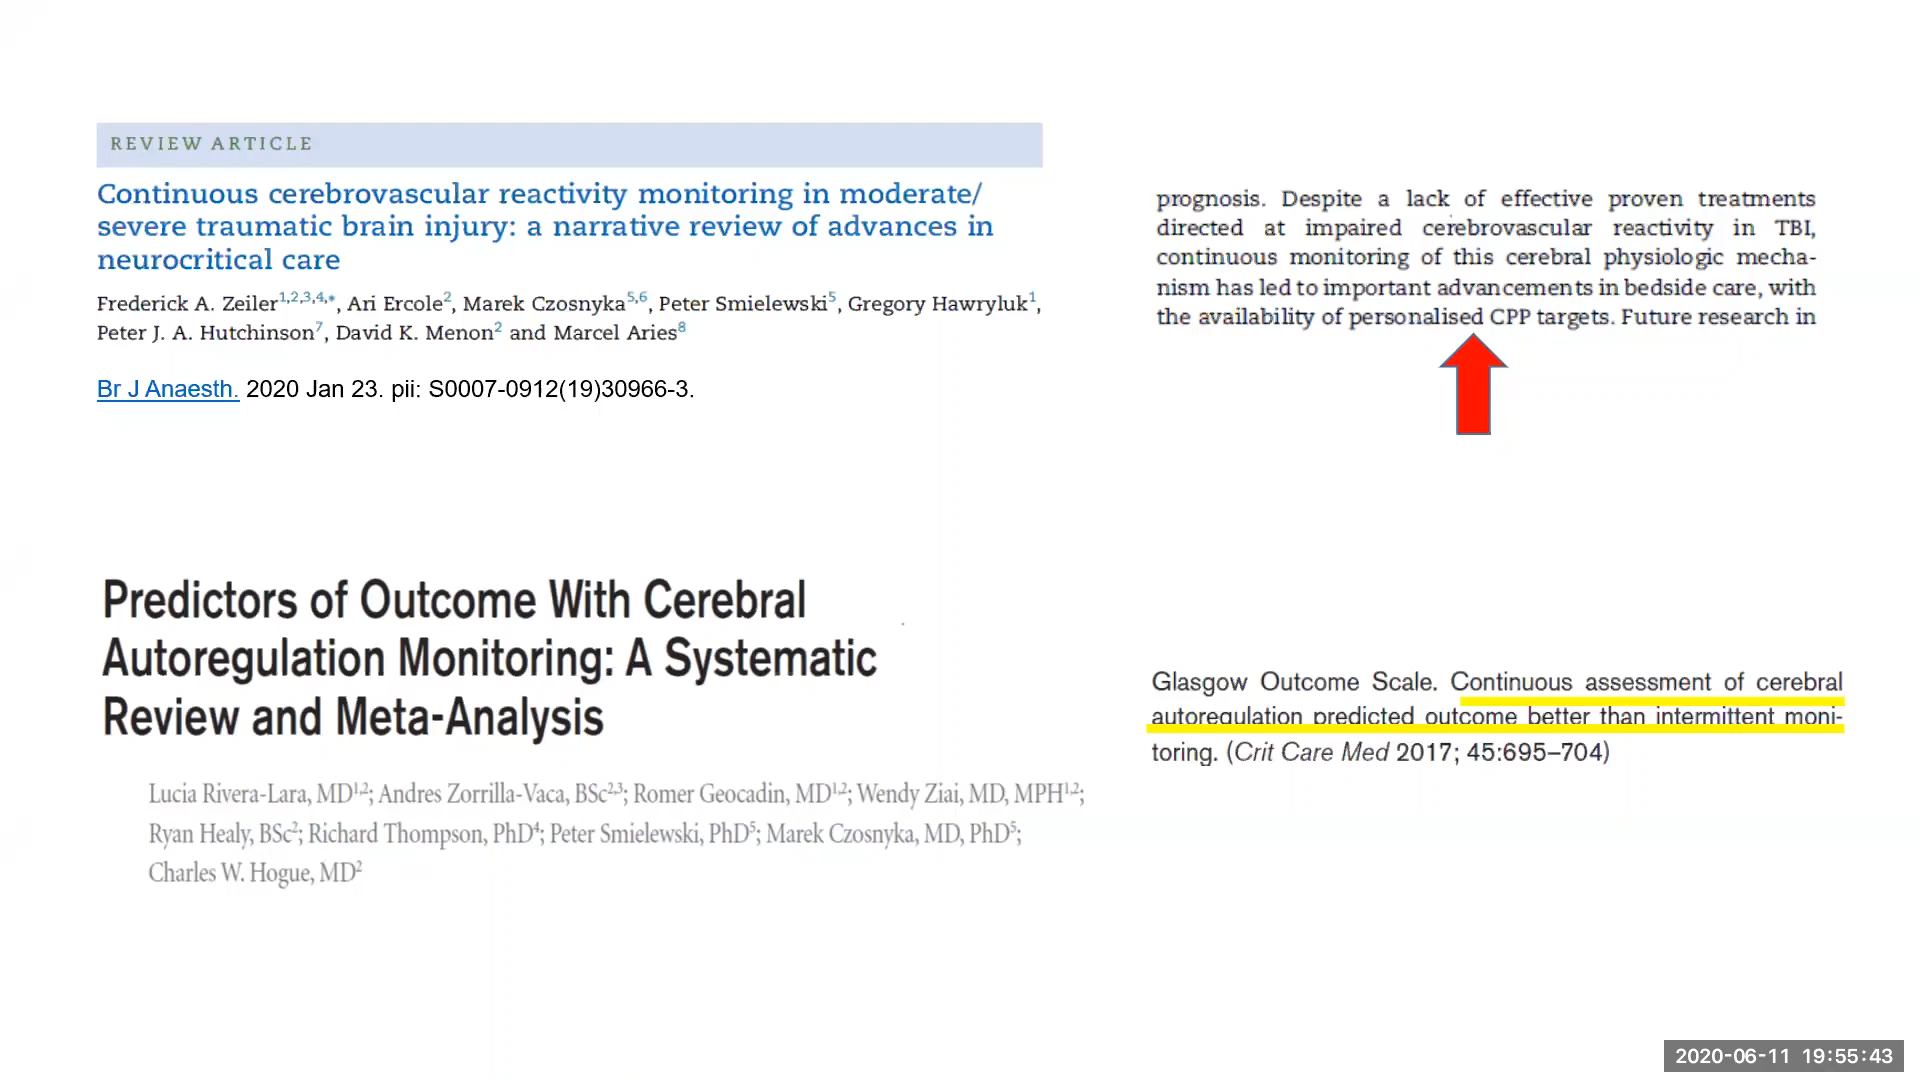 REVIEW ARTICLE
Continuous cerebrovascular reactivity monitoring in moderate/
severe traumatic brain injury: a narrative review of advances in
neurocritical care
Frederick A. Zeiler1,2,3,4,*, Ari Ercole2, Marek Czosnyka5,6, Peter Smielewski5, Gregory Hawryluk1,
Peter J. A. Hutchinson7, David K. Menon2 and Marcel Aries8
Br J Anaesth. 2020 Jan 23. pii: S0007-0912(19)30966-3.
prognosis. Despite a lack of effective proven treatments
directed at impaired cerebrovascular reactivity in TBI,
continuous monitoring of this cerebral physiologic mecha-
nism has led to important advancements in bedside care, with
the availability of personalised CPP targets. Future research in
Predictors of Outcome With Cerebral
Autoregulation Monitoring: A Systematic
Review and Meta-Analysis
Lucia Rivera-Lara, MD1,2; Andres Zorrilla-Vaca, BSc2,3; Romer Geocadin, MD1,2; Wendy Ziai, MD, MPH1,2;
Ryan Healy, BSc2; Richard Thompson, PhD4; Peter Smielewski, PhD5; Marek Czosnyka, MD, PhD5;
Charles W. Hogue, MD2
Glasgow Outcome Scale. Continuous assessment of cerebral
autoregulation predicted outcome better than intermittent moni-
toring. (Crit Care Med 2017; 45:695–704)
2020-06-11 19:55:43